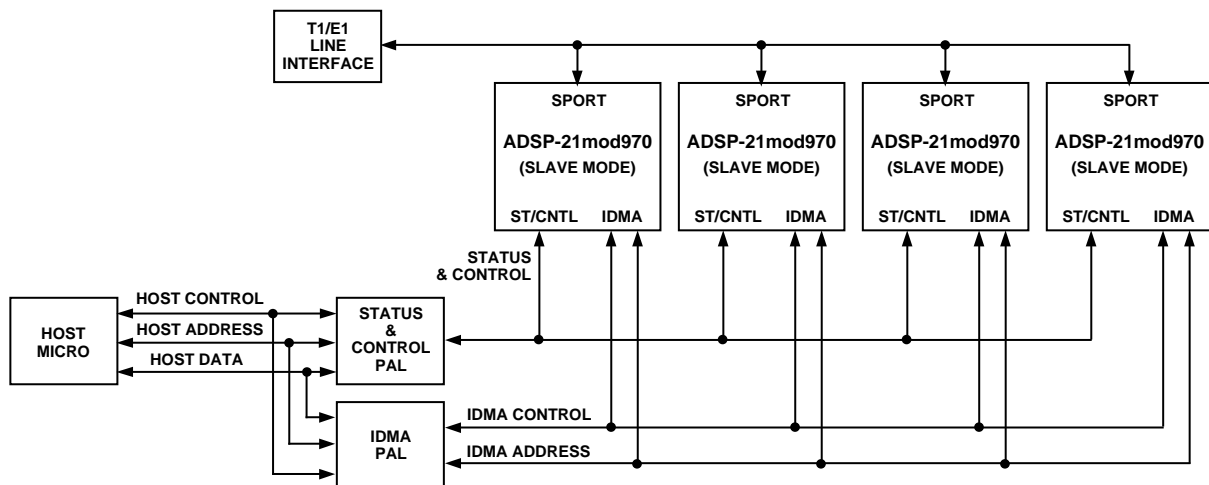 T1/E1
LINE
INTERFACE
SPORT
ADSP-21mod970
(SLAVE MODE)
ST/CNTL IDMA
SPORT
ADSP-21mod970
(SLAVE MODE)
ST/CNTL IDMA
SPORT
ADSP-21mod970
(SLAVE MODE)
ST/CNTL IDMA
SPORT
ADSP-21mod970
(SLAVE MODE)
ST/CNTL IDMA
STATUS
& CONTROL
HOST
MICRO
HOST CONTROL
HOST ADDRESS
HOST DATA
STATUS
&
CONTROL
PAL
IDMA
PAL
IDMA CONTROL
IDMA ADDRESS